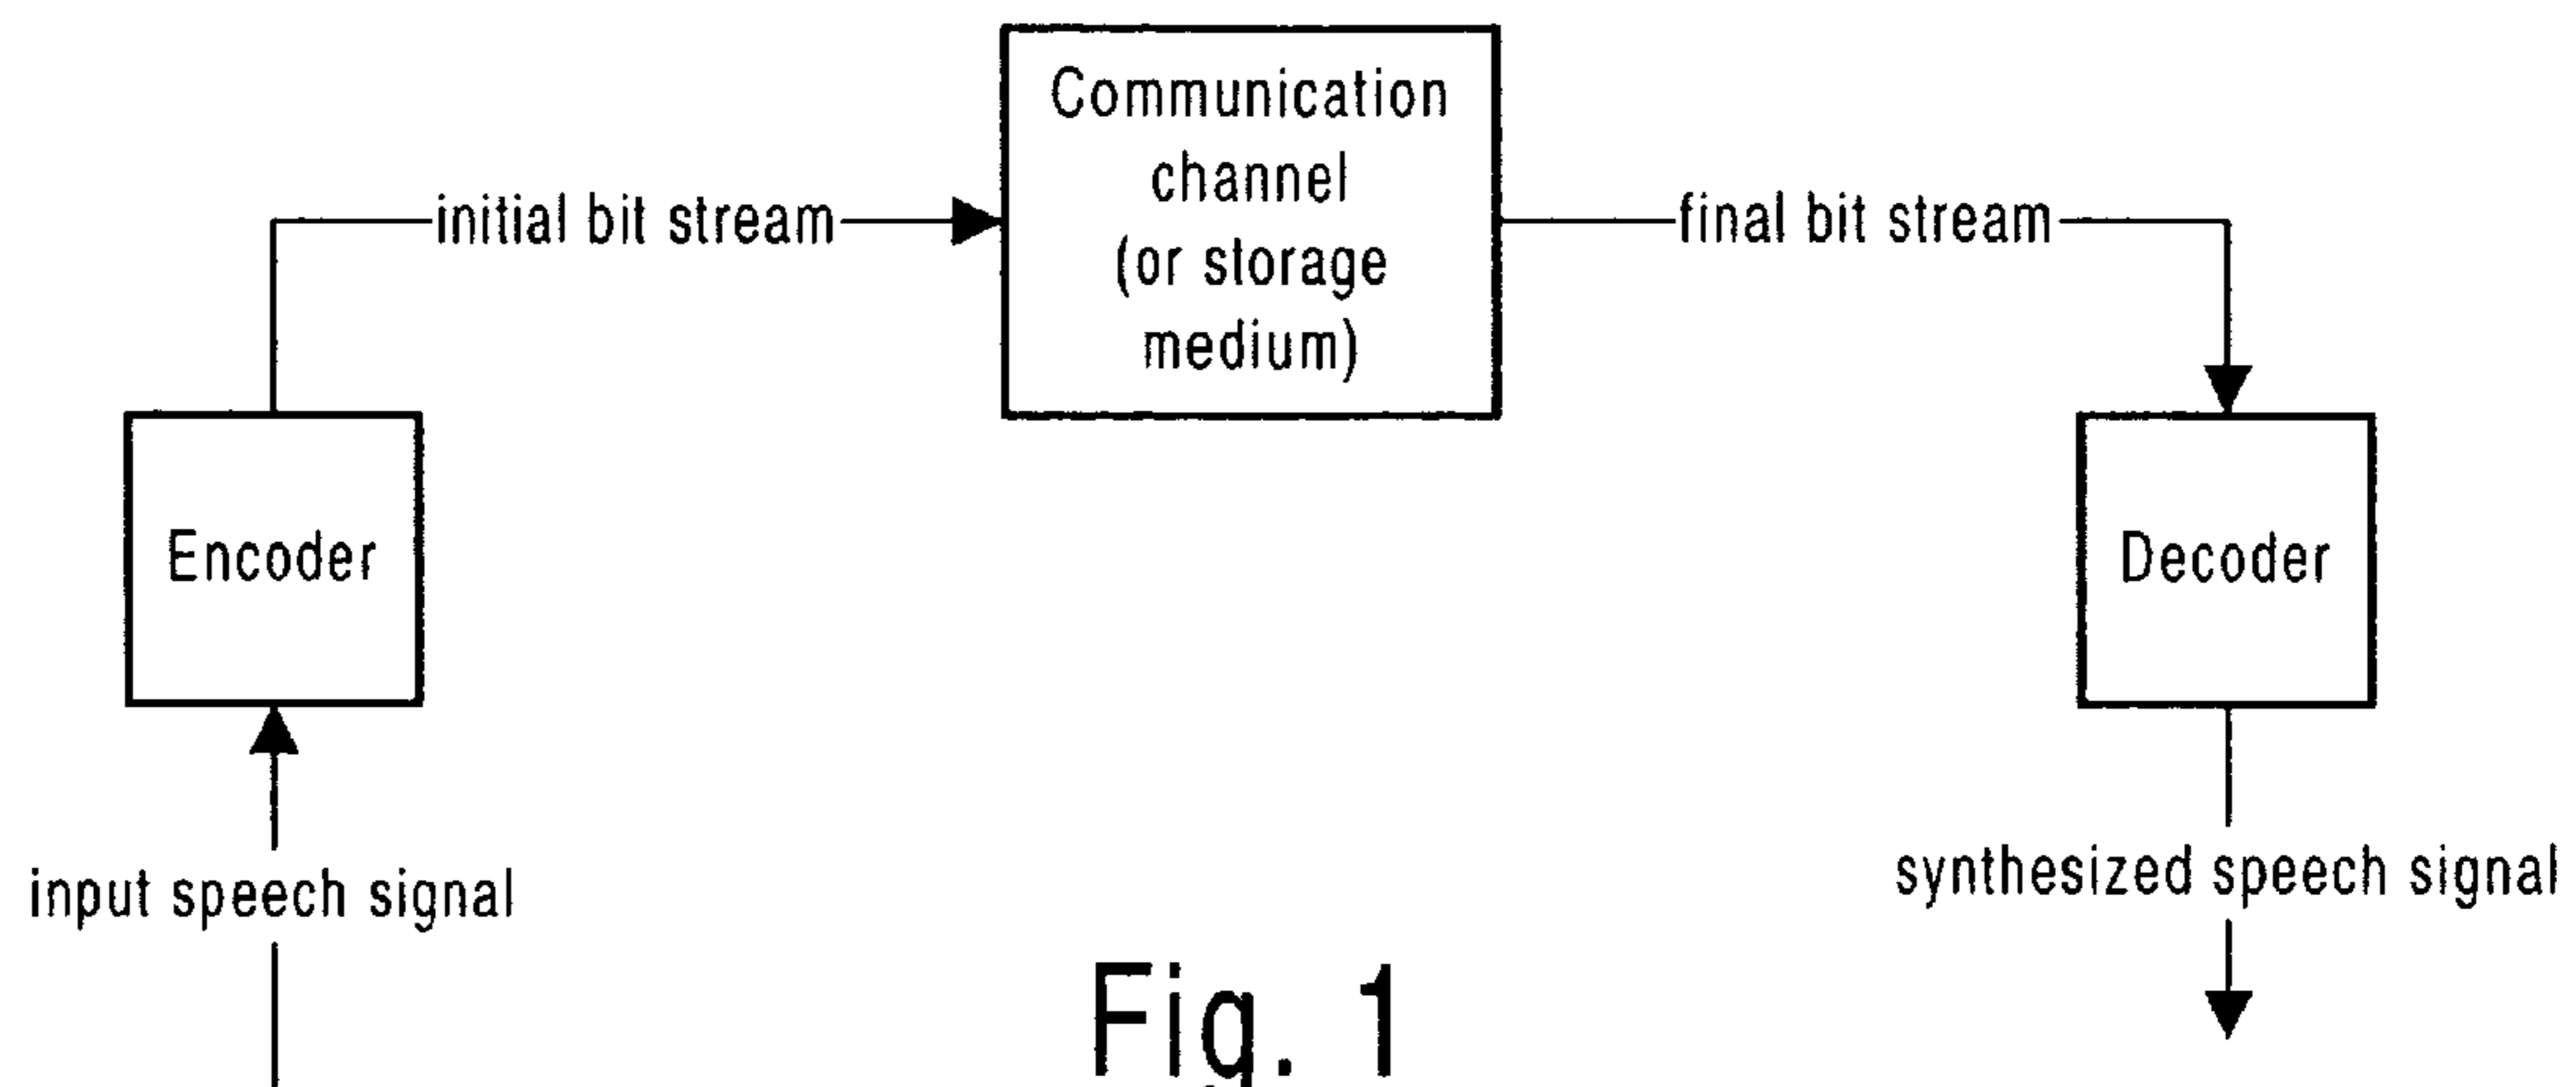 Communication
channel
(or storage
medium)
initial bit stream
final bit stream
Encoder
Decoder
input speech signal
synthesized speech signal
Fig. 1